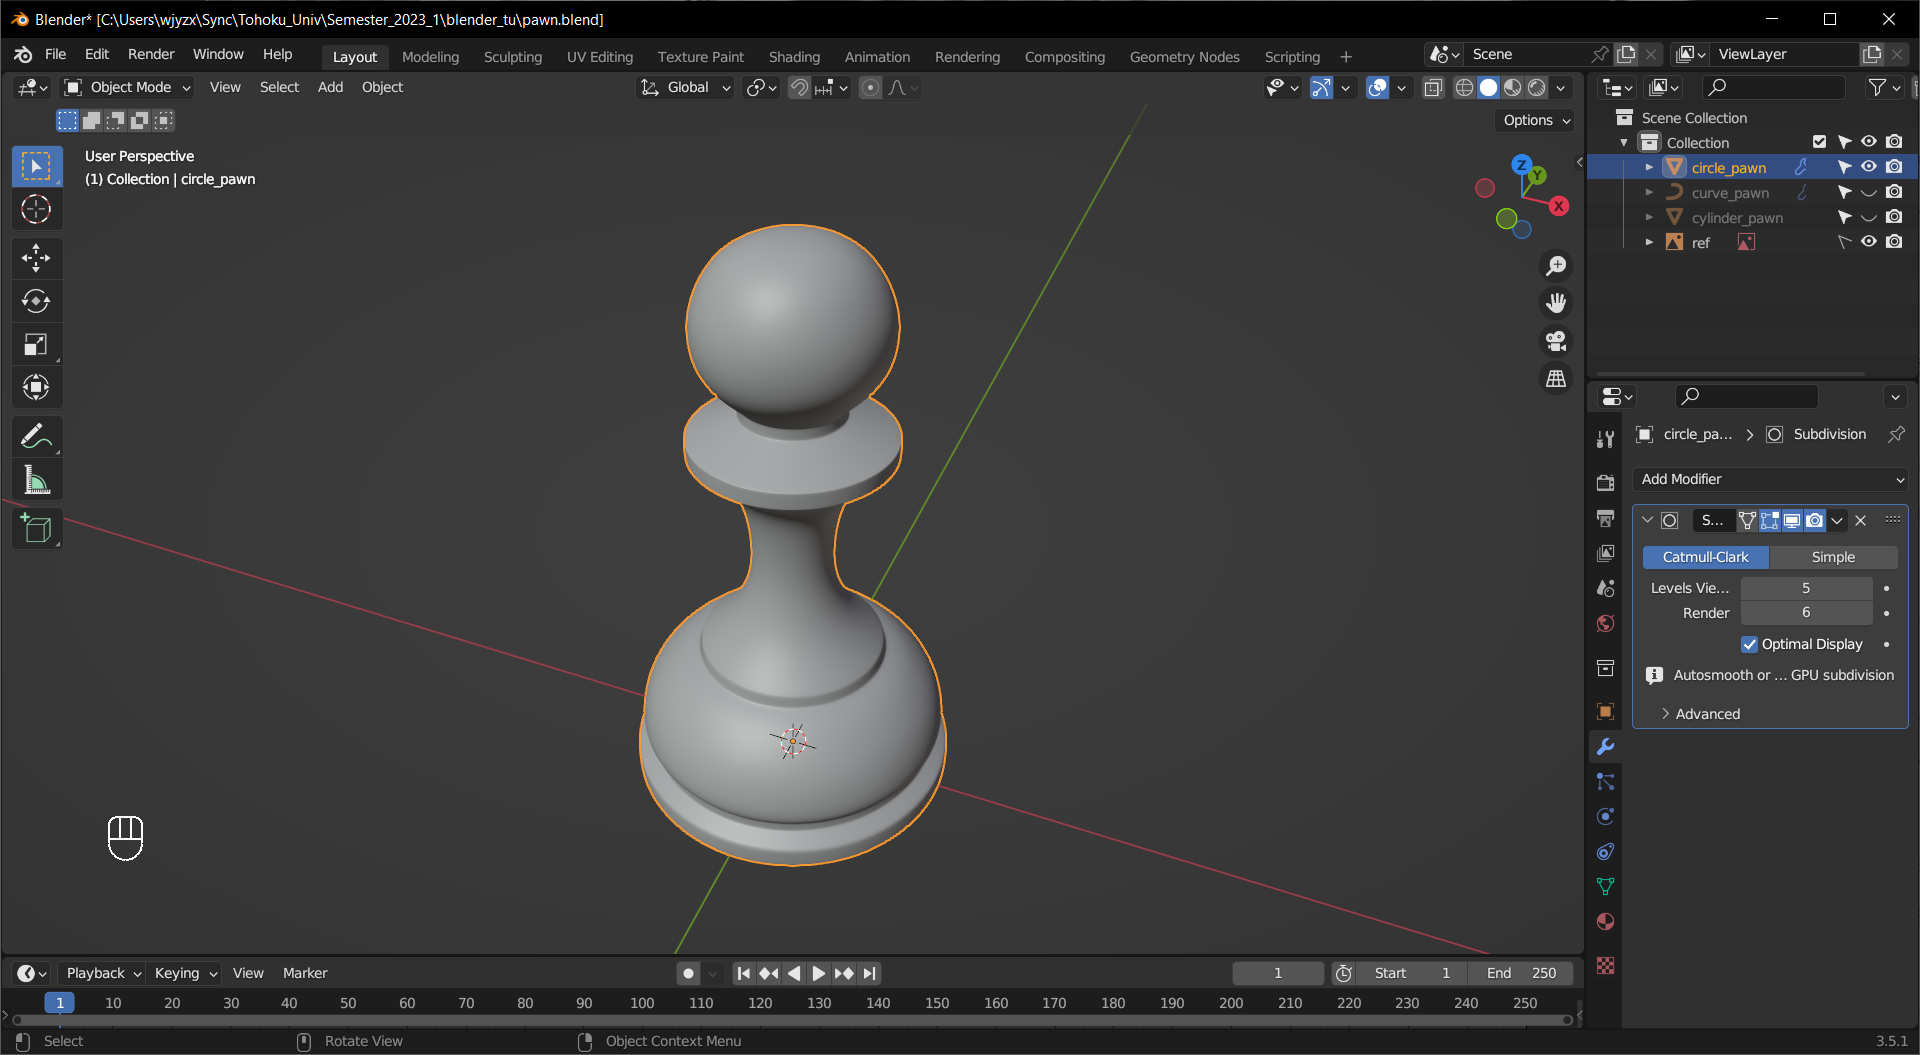 Blender* [C:\Users\wjyzx\Sync\Tohoku_Univ\Semester_2023_1\blender_tu\pawn.blend]
File Edit Render Window Help Layout Modeling Sculpting UV Editing Texture Paint Shading Animation Rendering Compositing Geometry Nodes Scripting + Scene ViewLayer
Object Mode View Select Add Object Global
Options
User Perspective
(1) Collection | circle_pawn
Z
Y
X
Scene Collection
Collection
circle_pawn
curve_pawn
cylinder_pawn
ref
circle_pa... > Subdivision
Add Modifier
S...
Catmull-Clark Simple
Levels Vie... 5
Render 6
Optimal Display
Autosmooth or ... GPU subdivision
Advanced
Playback Keying View Marker 1 Start 1 End 250
1 10 20 30 40 50 60 70 80 90 100 110 120 130 140 150 160 170 180 190 200 210 220 230 240 250
Select Rotate View Object Context Menu 3.5.1